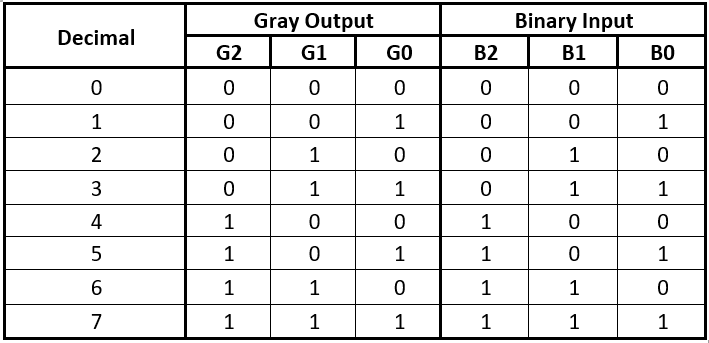 Decimal Gray Output Binary Input
G2 G1 G0 B2 B1 B0
0 0 0 0 0 0 0
1 0 0 1 0 0 1
2 0 1 0 0 1 0
3 0 1 1 0 1 1
4 1 0 0 1 0 0
5 1 0 1 1 0 1
6 1 1 0 1 1 0
7 1 1 1 1 1 1